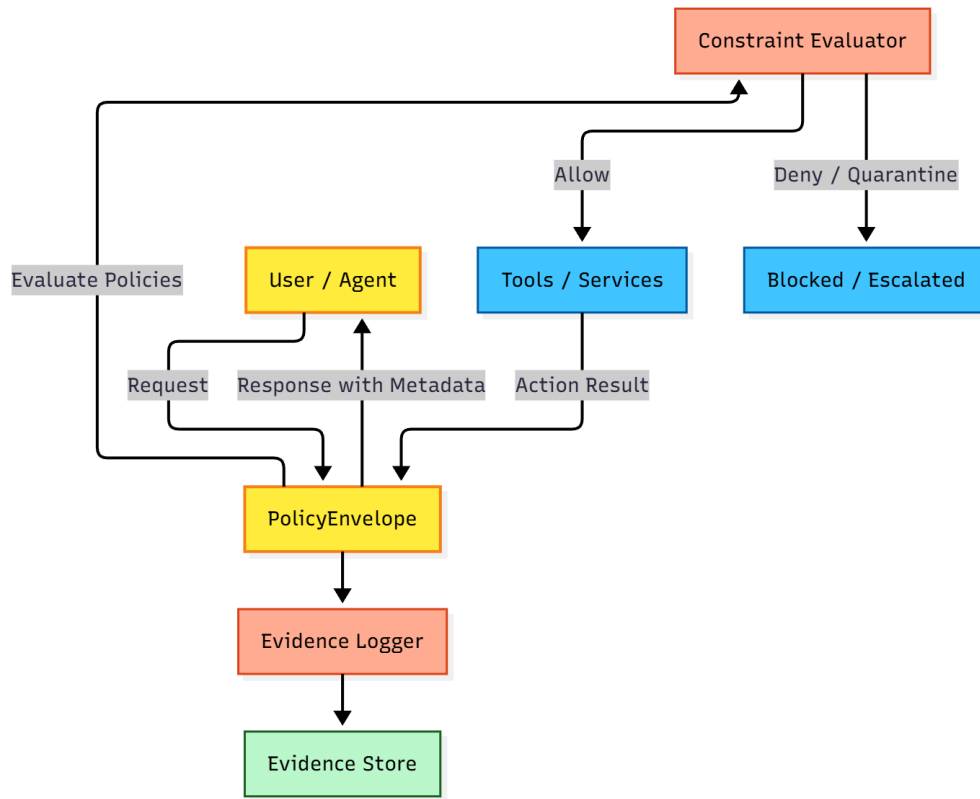 Constraint Evaluator
Allow
Deny / Quarantine
Evaluate Policies
User / Agent
Tools / Services
Blocked / Escalated
Request
Response with Metadata
Action Result
PolicyEnvelope
Evidence Logger
Evidence Store